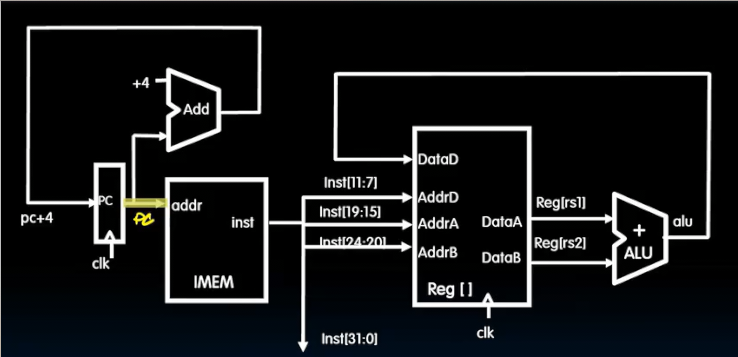 +4
Add
PC
pc+4
clk
PC
addr
inst
IMEM
Inst[11:7]
Inst[19:15]
Inst[24:20]
Inst[31:0]
DataD
AddrD
AddrA
AddrB
DataA
DataB
Reg [ ]
clk
Reg[rs1]
Reg[rs2]
+
ALU
alu